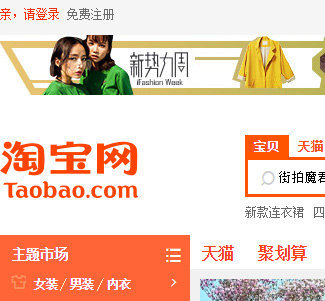 亲，请登录 免费注册
新势力周
iFashion Week
淘宝网
Taobao.com
宝贝 天猫
街拍魔君
新款连衣裙 四
主题市场
天猫 聚划算
女装 / 男装 / 内衣